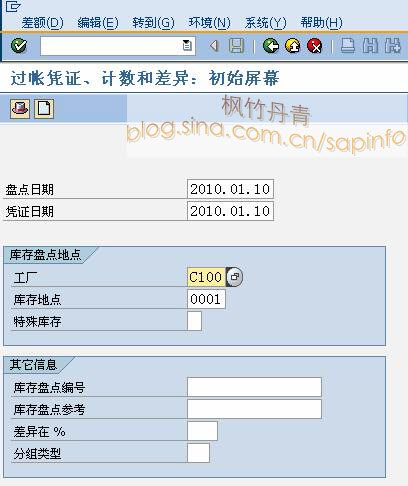 差额(D) 编辑(E) 转到(G) 环境(N) 系统(Y) 帮助(H)
过帐凭证、计数和差异：初始屏幕
枫竹丹青
blog.sina.com.cn/sapinfo
盘点日期 2010.01.10
凭证日期 2010.01.10
库存盘点地点
工厂 C100
库存地点 0001
特殊库存
其它信息
库存盘点编号
库存盘点参考
差异在 %
分组类型